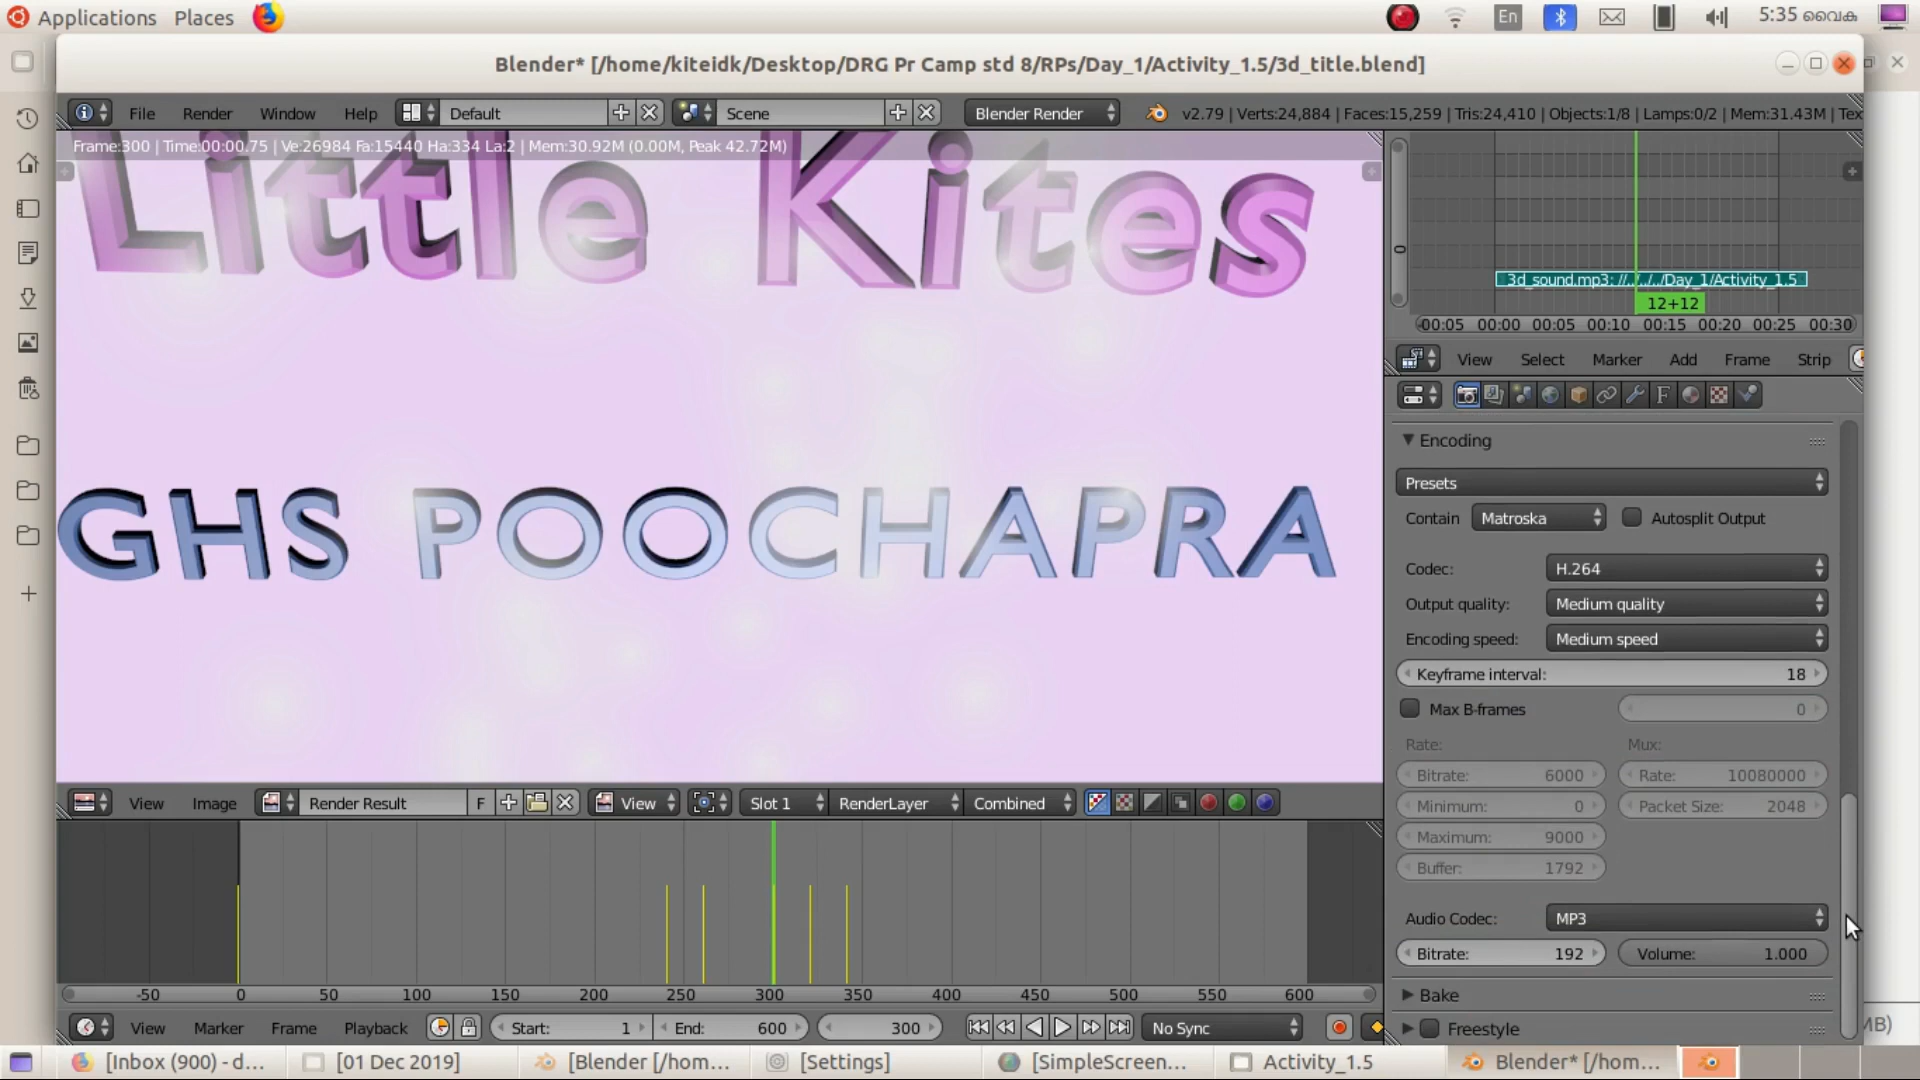 Applications Places En 5:35 വൈകു
Blender* [/home/kiteidk/Desktop/DRG Pr Camp std 8/RPs/Day_1/Activity_1.5/3d_title.blend]
File Render Window Help Default Scene Blender Render v2.79 | Verts:24,884 | Faces:15,259 | Tris:24,410 | Objects:1/8 | Lamps:0/2 | Mem:31.43M | Tex
Frame:300 | Time:00:00.75 | Ve:26984 Fa:15440 Ha:334 La:2 | Mem:30.92M (0.00M, Peak 42.72M)
Little Kites
GHS POOCHAPRA
3d_sound.mp3: //../../../Day_1/Activity_1.5
12+12
-00:05 00:00 00:05 00:10 00:15 00:20 00:25 00:30
0
View Select Marker Add Frame Strip
Encoding
Presets
Contain Matroska Autosplit Output
Codec: H.264
Output quality: Medium quality
Encoding speed: Medium speed
Keyframe interval: 18
Max B-frames 0
Rate: Mux:
Bitrate: 6000 Rate: 10080000
Minimum: 0 Packet Size: 2048
Maximum: 9000
Buffer: 1792
Audio Codec: MP3
Bitrate: 192 Volume: 1.000
Bake
Freestyle
View Image Render Result F View Slot 1 RenderLayer Combined
-50 0 50 100 150 200 250 300 350 400 450 500 550 600
View Marker Frame Playback Start: 1 End: 600 300 No Sync
MB)
[Inbox (900) - d... [01 Dec 2019] [Blender [/hom... [Settings] [SimpleScreen... Activity_1.5 Blender* [/hom...